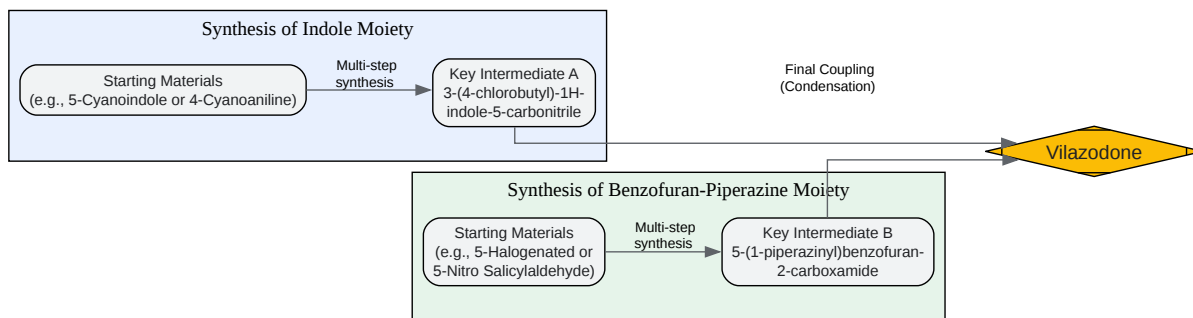 Synthesis of Indole Moiety
Starting Materials
(e.g., 5-Cyanoindole or 4-Cyanoaniline)
Multi-step
synthesis
Key Intermediate A
3-(4-chlorobutyl)-1H-
indole-5-carbonitrile
Final Coupling
(Condensation)
Vilazodone
Synthesis of Benzofuran-Piperazine Moiety
Starting Materials
(e.g., 5-Halogenated or
5-Nitro Salicylaldehyde)
Multi-step
synthesis
Key Intermediate B
5-(1-piperazinyl)benzofuran-
2-carboxamide